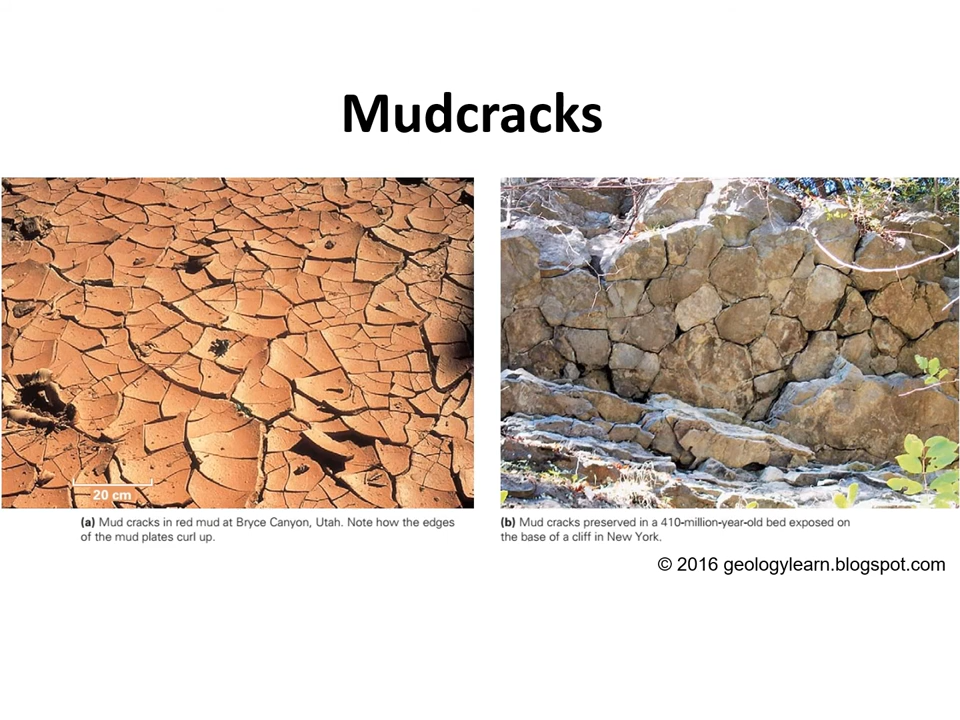 Mudcracks
20 cm
(a) Mud cracks in red mud at Bryce Canyon, Utah. Note how the edges
of the mud plates curl up.
(b) Mud cracks preserved in a 410-million-year-old bed exposed on
the base of a cliff in New York.
© 2016 geologylearn.blogspot.com